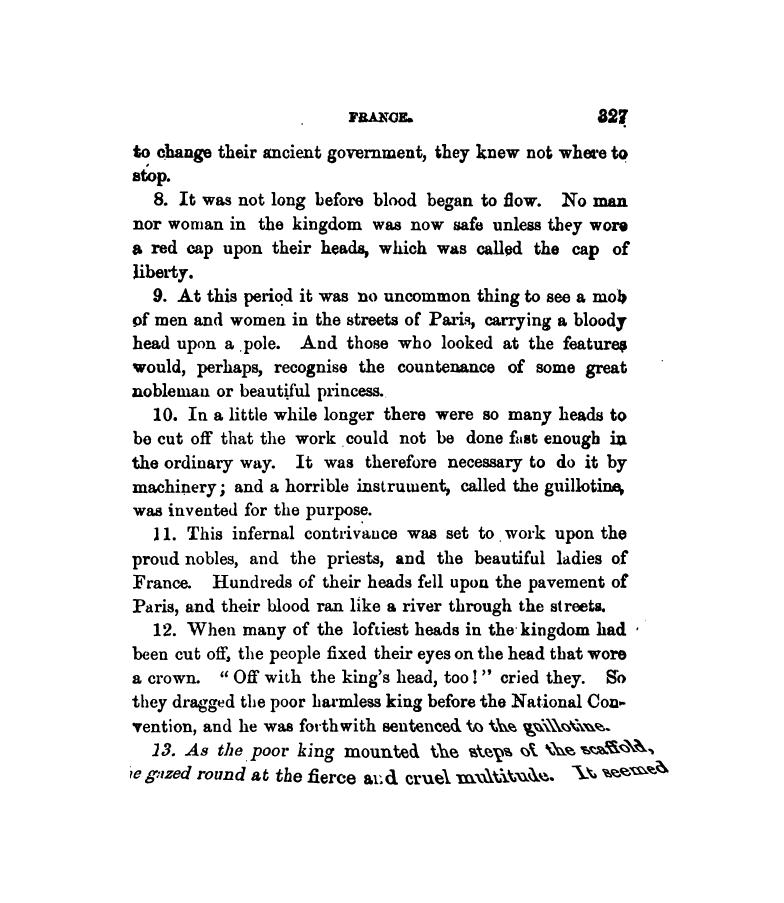 FRANCE. 327
to change their ancient government, they knew not where to
stop.
8. It was not long before blood began to flow. No man
nor woman in the kingdom was now safe unless they wore
a red cap upon their heads, which was called the cap of
liberty.
9. At this period it was no uncommon thing to see a mob
of men and women in the streets of Paris, carrying a bloody
head upon a pole. And those who looked at the features
would, perhaps, recognise the countenance of some great
nobleman or beautiful princess.
10. In a little while longer there were so many heads to
be cut off that the work could not be done fast enough in
the ordinary way. It was therefore necessary to do it by
machinery; and a horrible instrument, called the guillotine,
was invented for the purpose.
11. This infernal contrivance was set to work upon the
proud nobles, and the priests, and the beautiful ladies of
France. Hundreds of their heads fell upon the pavement of
Paris, and their blood ran like a river through the streets.
12. When many of the loftiest heads in the kingdom had
been cut off, the people fixed their eyes on the head that wore
a crown. "Off with the king's head, too!" cried they. So
they dragged the poor harmless king before the National Con-
vention, and he was forthwith sentenced to the guillotine.
13. As the poor king mounted the steps of the scaffold,
he gazed round at the fierce and cruel multitude. It seemed